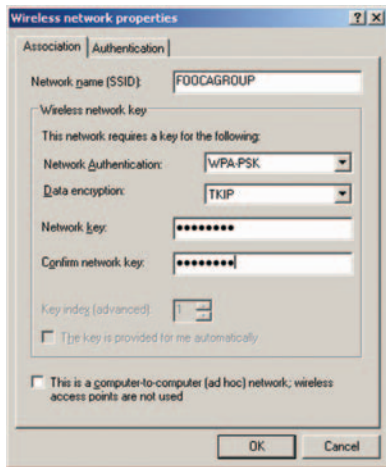 Wireless network properties
Association Authentication
Network name (SSID): FOOCAGROUP
Wireless network key
This network requires a key for the following:
Network Authentication: WPA-PSK
Data encryption: TKIP
Network key: ••••••••
Confirm network key: ••••••••
Key index (advanced): 1
The key is provided for me automatically
This is a computer-to-computer (ad hoc) network; wireless
access points are not used
OK Cancel